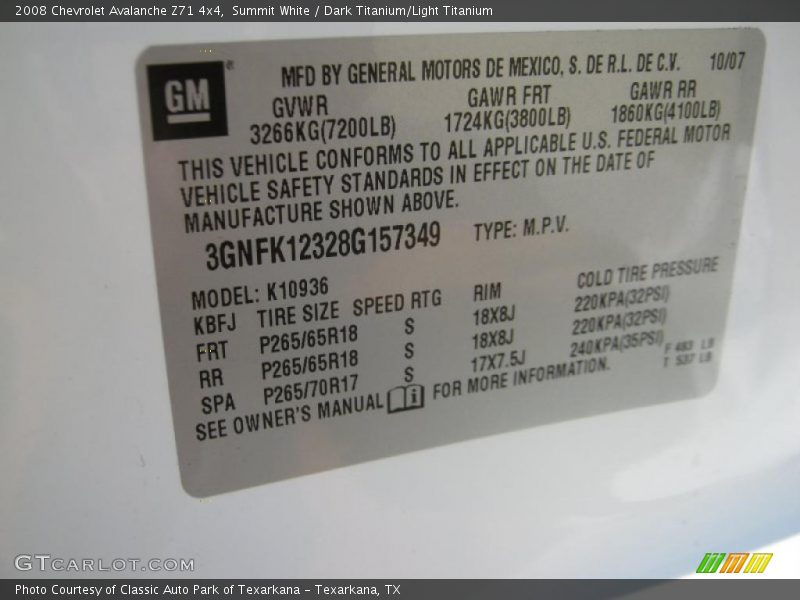 2008 Chevrolet Avalanche Z71 4x4, Summit White / Dark Titanium/Light Titanium
GM®
MFD BY GENERAL MOTORS DE MEXICO, S. DE R.L. DE C.V. 10/07
GVWR GAWR FRT GAWR RR
3266KG(7200LB) 1724KG(3800LB) 1860KG(4100LB)
THIS VEHICLE CONFORMS TO ALL APPLICABLE U.S. FEDERAL MOTOR
VEHICLE SAFETY STANDARDS IN EFFECT ON THE DATE OF
MANUFACTURE SHOWN ABOVE.
3GNFK12328G157349 TYPE: M.P.V.
MODEL: K10936
KBFJ TIRE SIZE SPEED RTG RIM COLD TIRE PRESSURE
FRT P265/65R18 S 18X8J 220KPA(32PSI)
RR P265/65R18 S 18X8J 220KPA(32PSI)
SPA P265/70R17 S 17X7.5J 240KPA(35PSI)
F 483 LB
T 537 LB
SEE OWNER'S MANUAL i FOR MORE INFORMATION.
GTCARLOT.COM
Photo Courtesy of Classic Auto Park of Texarkana – Texarkana, TX